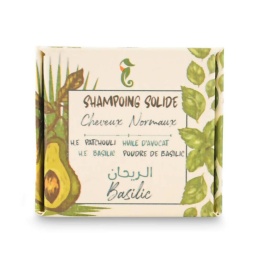 SHAMPOING SOLIDE
Cheveux Normaux
H.E PATCHOULI HUILE D'AVOCAT
H.E BASILIC POUDRE DE BASILIC
الريحان
Basilic